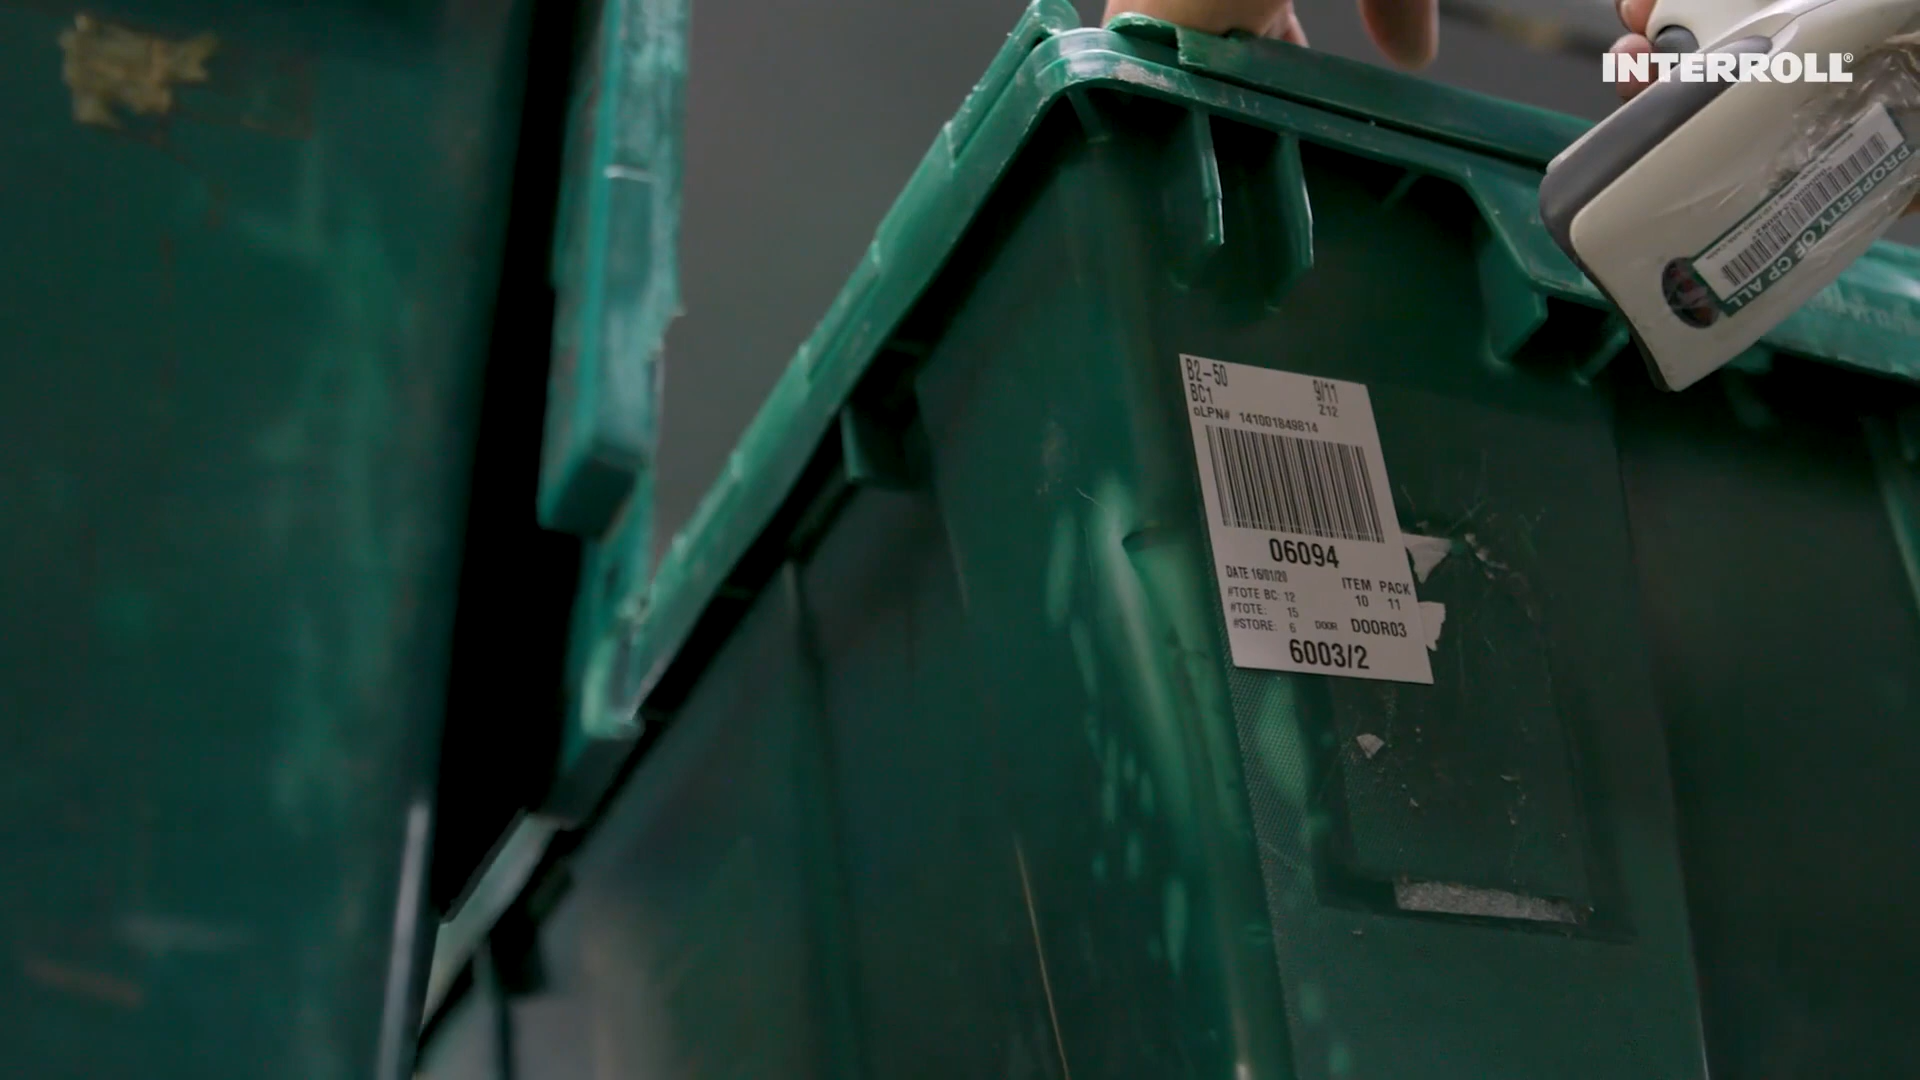 INTERROLL®
PROPERTY OF CP ALL
B2-50
9/11
BC1
Z12
oLPN# 141001849814
06094
DATE 16/01/20
ITEM PACK
#TOTE BC: 12
10 11
#TOTE: 15
#STORE: 6 DOOR DOOR03
6003/2